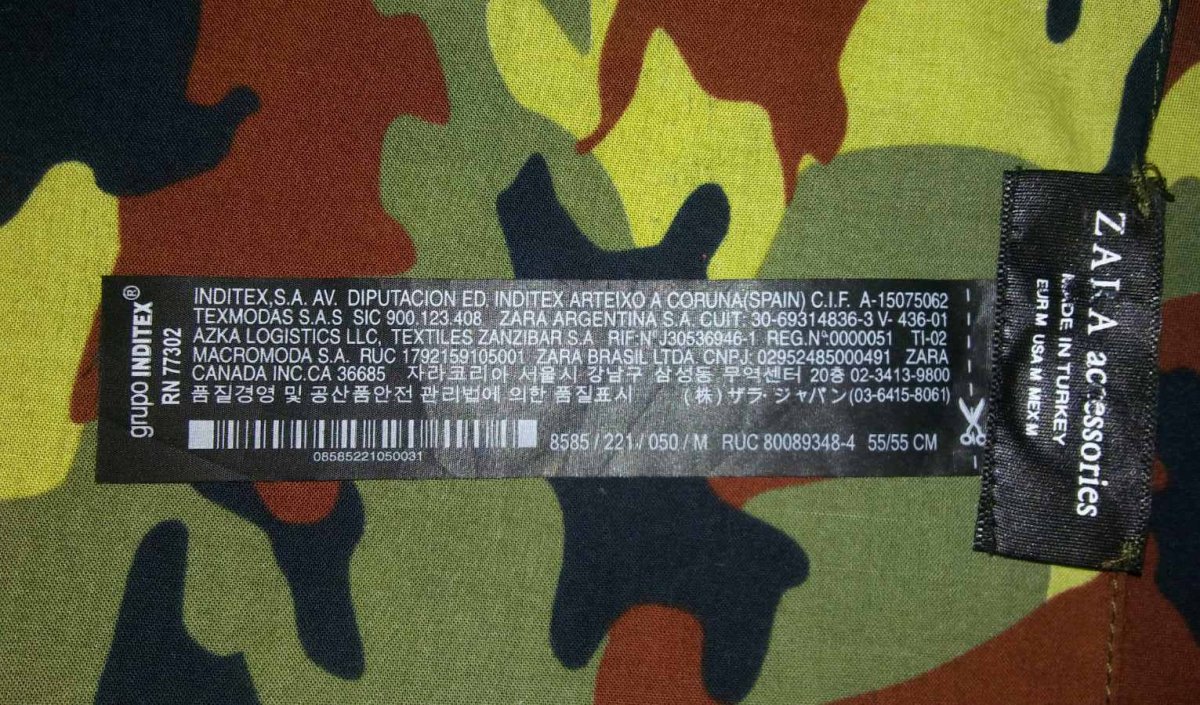 grupo INDITEX®
RN 77302
INDITEX,S.A. AV. DIPUTACION ED. INDITEX ARTEIXO A CORUNA(SPAIN) C.I.F. A-15075062
TEXMODAS S.A.S SIC 900.123.408 ZARA ARGENTINA S.A. CUIT: 30-69314836-3 V- 436-01
AZKA LOGISTICS LLC, TEXTILES ZANZIBAR S.A RIF:N°J30536946-1 REG.N°:0000051 TI-02
MACROMODA S.A. RUC 1792159105001 ZARA BRASIL LTDA. CNPJ: 02952485000491 ZARA
CANADA INC.CA 36685 자라코리아 서울시 강남구 삼성동 무역센터 20층 02-3413-9800
품질경영 및 공산품안전 관리법에 의한 품질표시 (株) ザラ・ジャパン (03-6415-8061)
08585221050031
8585 / 221 / 050 / M RUC 80089348-4 55/55 CM
ZARA accessories
MADE IN TURKEY
EUR M USA M MEX M